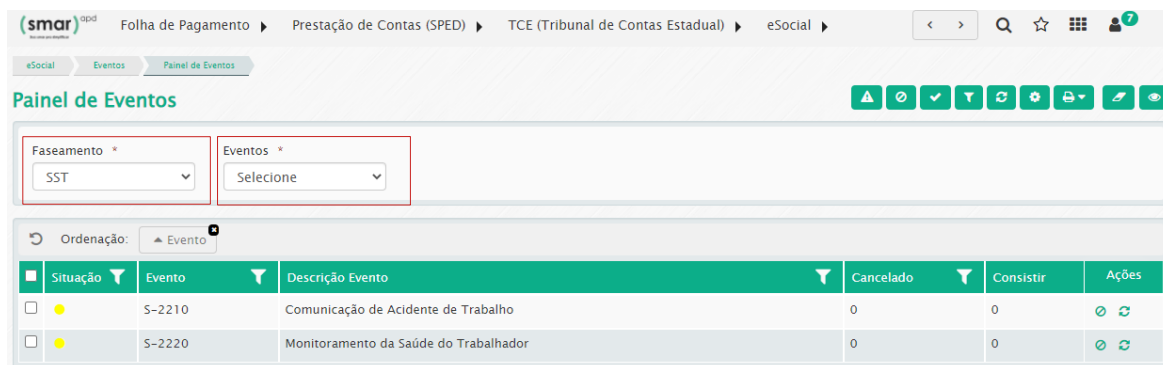 (smar)apd Folha de Pagamento Prestação de Contas (SPED) TCE (Tribunal de Contas Estadual) eSocial 7
eSocial Eventos Painel de Eventos
Painel de Eventos
Faseamento * Eventos *
SST Selecione
Ordenação: Evento
Situação Evento Descrição Evento Cancelado Consistir Ações
S-2210 Comunicação de Acidente de Trabalho 0 0
S-2220 Monitoramento da Saúde do Trabalhador 0 0